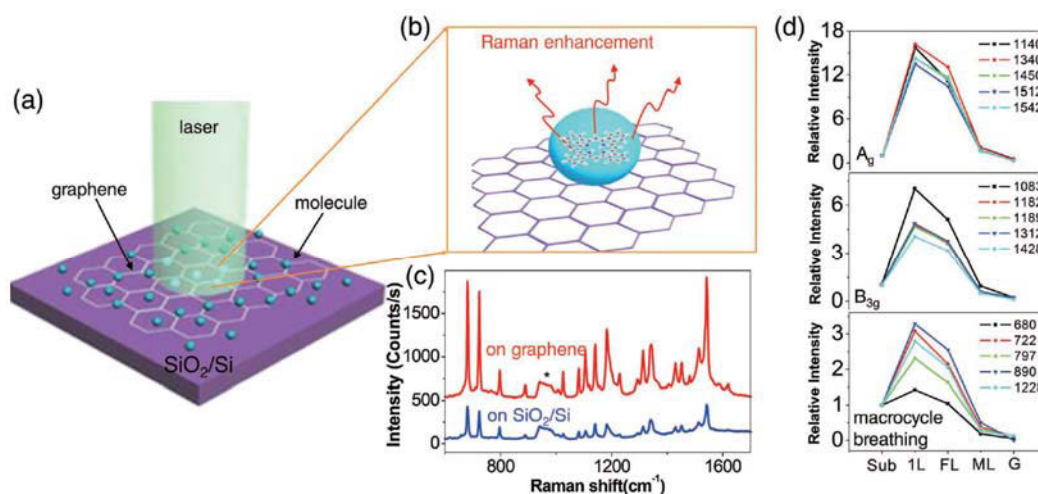 (a)
laser
graphene
molecule
SiO2/Si
(b)
Raman enhancement
(c)
Intensity (Counts/s)
1500
1000
500
0
on graphene
*
on SiO2/Si
800
1200
1600
Raman shift(cm-1)
(d)
Relative Intensity
18
12
6
0
1140
1340
1450
1512
1542
Ag
Relative Intensity
6
3
0
1083
1182
1189
1312
1428
B3g
Relative Intensity
3
2
1
0
680
722
797
890
1228
macrocycle
breathing
Sub 1L FL ML G